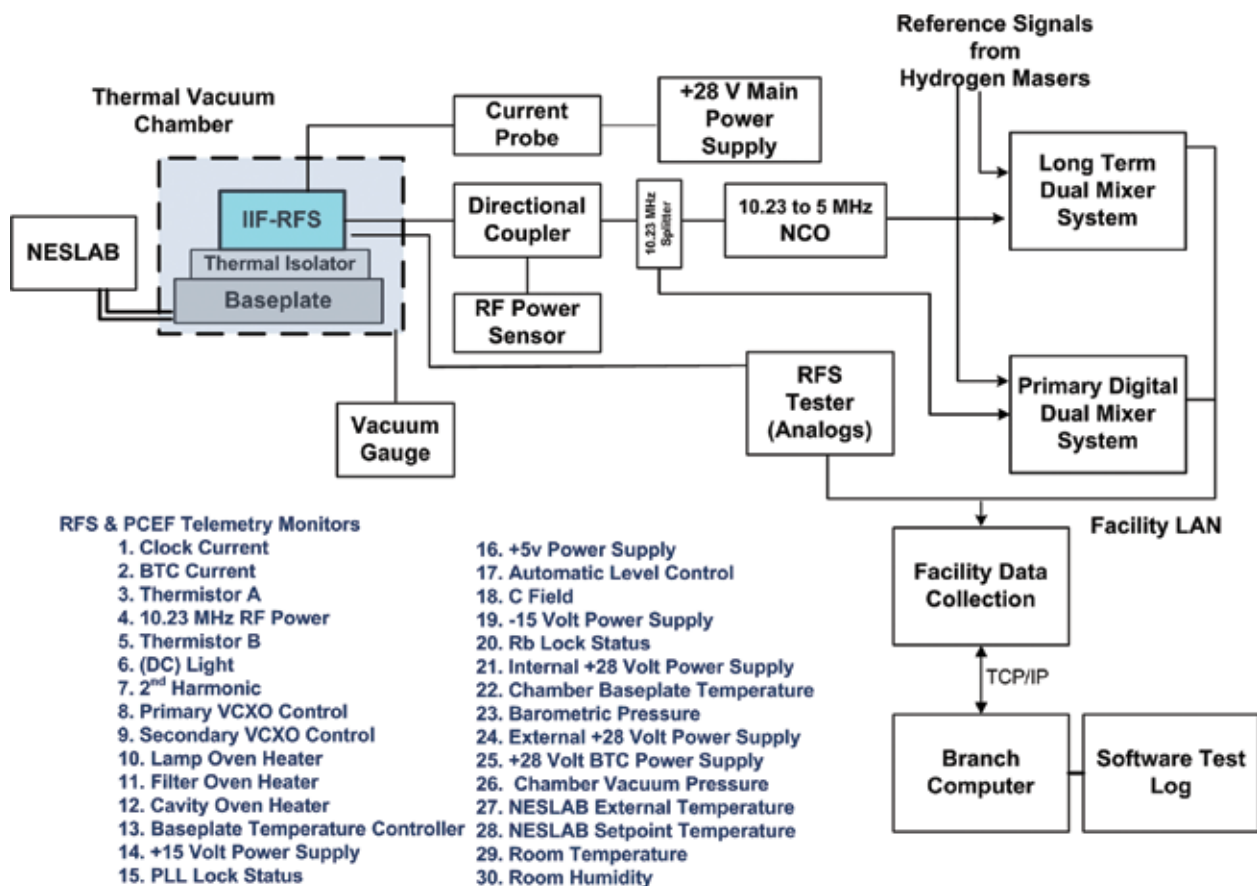 Reference Signals
from
Hydrogen Masers
Thermal Vacuum
Chamber
Current
Probe
+28 V Main
Power
Supply
Long Term
Dual Mixer
System
IIF-RFS
Thermal Isolator
Baseplate
NESLAB
Directional
Coupler
10.23 MHz
Splitter
10.23 to 5 MHz
NCO
RF Power
Sensor
RFS
Tester
(Analogs)
Primary Digital
Dual Mixer
System
Vacuum
Gauge
Facility LAN
Facility Data
Collection
TCP/IP
Branch
Computer
Software Test
Log
RFS & PCEF Telemetry Monitors
1. Clock Current
2. BTC Current
3. Thermistor A
4. 10.23 MHz RF Power
5. Thermistor B
6. (DC) Light
7. 2nd Harmonic
8. Primary VCXO Control
9. Secondary VCXO Control
10. Lamp Oven Heater
11. Filter Oven Heater
12. Cavity Oven Heater
13. Baseplate Temperature Controller
14. +15 Volt Power Supply
15. PLL Lock Status
16. +5v Power Supply
17. Automatic Level Control
18. C Field
19. -15 Volt Power Supply
20. Rb Lock Status
21. Internal +28 Volt Power Supply
22. Chamber Baseplate Temperature
23. Barometric Pressure
24. External +28 Volt Power Supply
25. +28 Volt BTC Power Supply
26. Chamber Vacuum Pressure
27. NESLAB External Temperature
28. NESLAB Setpoint Temperature
29. Room Temperature
30. Room Humidity